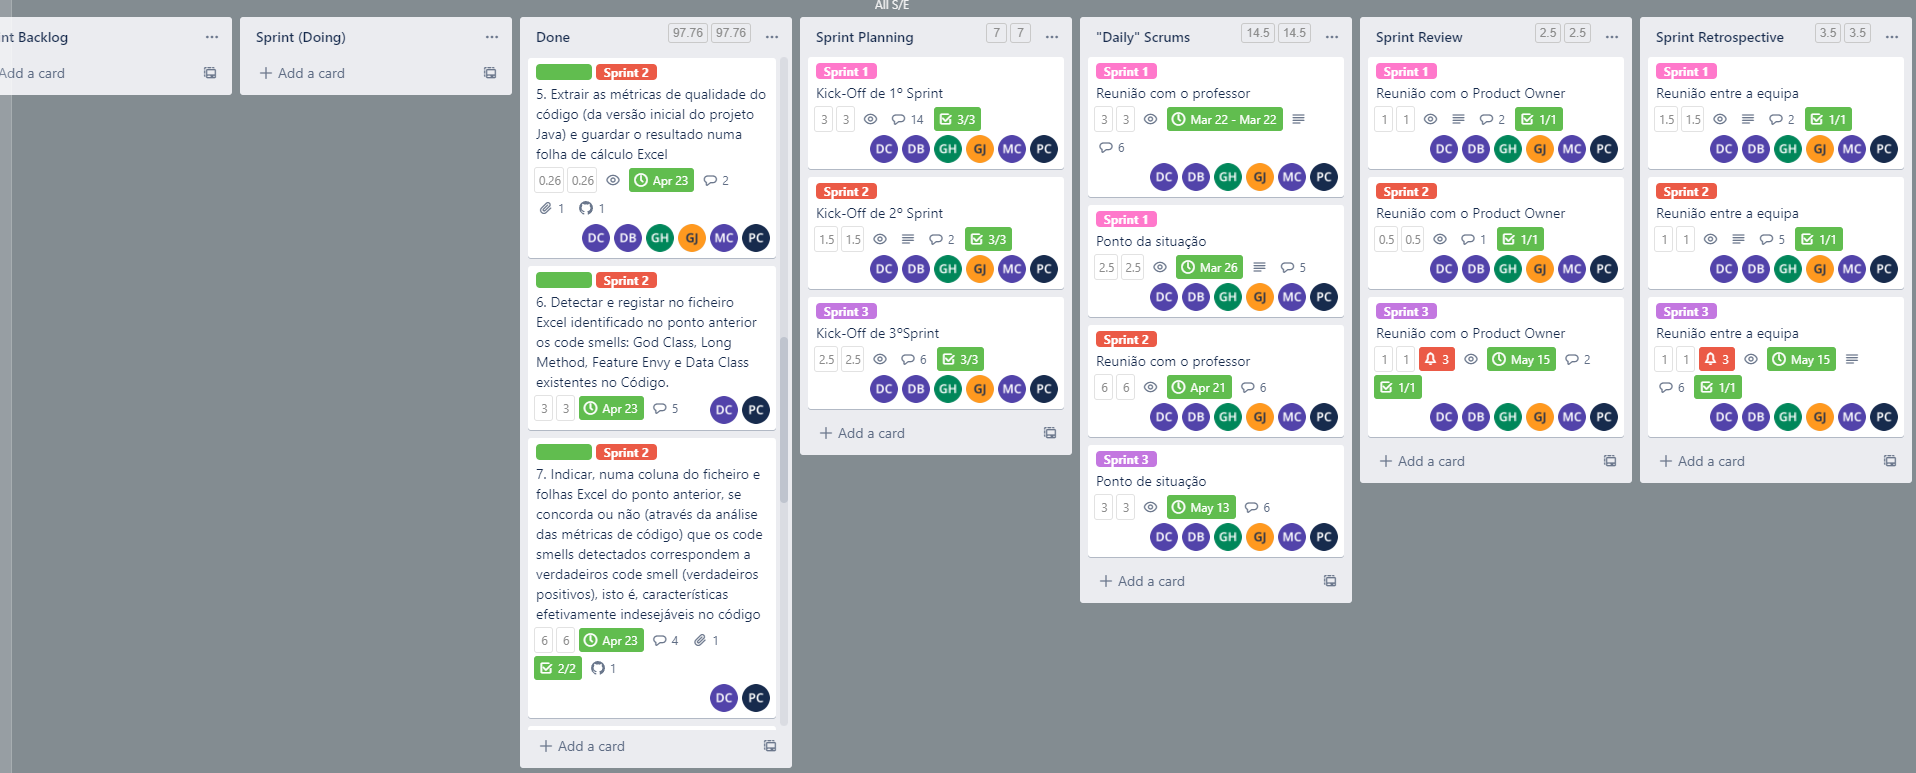 All S/E
nt Backlog
Add a card
Sprint (Doing)
Add a card
Done
97.76 97.76
Sprint 2
5. Extrair as métricas de qualidade do
código (da versão inicial do projeto
Java) e guardar o resultado numa
folha de cálculo Excel
0.26 0.26 Apr 23 2
1 1
DC DB GH GJ MC PC
Sprint 2
6. Detectar e registar no ficheiro
Excel identificado no ponto anterior
os code smells: God Class, Long
Method, Feature Envy e Data Class
existentes no Código.
3 3 Apr 23 5
DC PC
Sprint 2
7. Indicar, numa coluna do ficheiro e
folhas Excel do ponto anterior, se
concorda ou não (através da análise
das métricas de código) que os code
smells detectados correspondem a
verdadeiros code smell (verdadeiros
positivos), isto é, características
efetivamente indesejáveis no código
6 6 Apr 23 4 1
2/2 1
DC PC
Add a card
Sprint Planning
7 7
Sprint 1
Kick-Off de 1º Sprint
3 3 14 3/3
DC DB GH GJ MC PC
Sprint 2
Kick-Off de 2º Sprint
1.5 1.5 2 3/3
DC DB GH GJ MC PC
Sprint 3
Kick-Off de 3ºSprint
2.5 2.5 6 3/3
DC DB GH GJ MC PC
Add a card
"Daily" Scrums
14.5 14.5
Sprint 1
Reunião com o professor
3 3 Mar 22 - Mar 22
6
DC DB GH GJ MC PC
Sprint 1
Ponto da situação
2.5 2.5 Mar 26 5
DC DB GH GJ MC PC
Sprint 2
Reunião com o professor
6 6 Apr 21 6
DC DB GH GJ MC PC
Sprint 3
Ponto de situação
3 3 May 13 6
DC DB GH GJ MC PC
Add a card
Sprint Review
2.5 2.5
Sprint 1
Reunião com o Product Owner
1 1 2 1/1
DC DB GH GJ MC PC
Sprint 2
Reunião com o Product Owner
0.5 0.5 1 1/1
DC DB GH GJ MC PC
Sprint 3
Reunião com o Product Owner
1 1 3 May 15 2
1/1
DC DB GH GJ MC PC
Add a card
Sprint Retrospective
3.5 3.5
Sprint 1
Reunião entre a equipa
1.5 1.5 2 1/1
DC DB GH GJ MC PC
Sprint 2
Reunião entre a equipa
1 1 5 1/1
DC DB GH GJ MC PC
Sprint 3
Reunião entre a equipa
1 1 3 May 15
6 1/1
DC DB GH GJ MC PC
Add a card